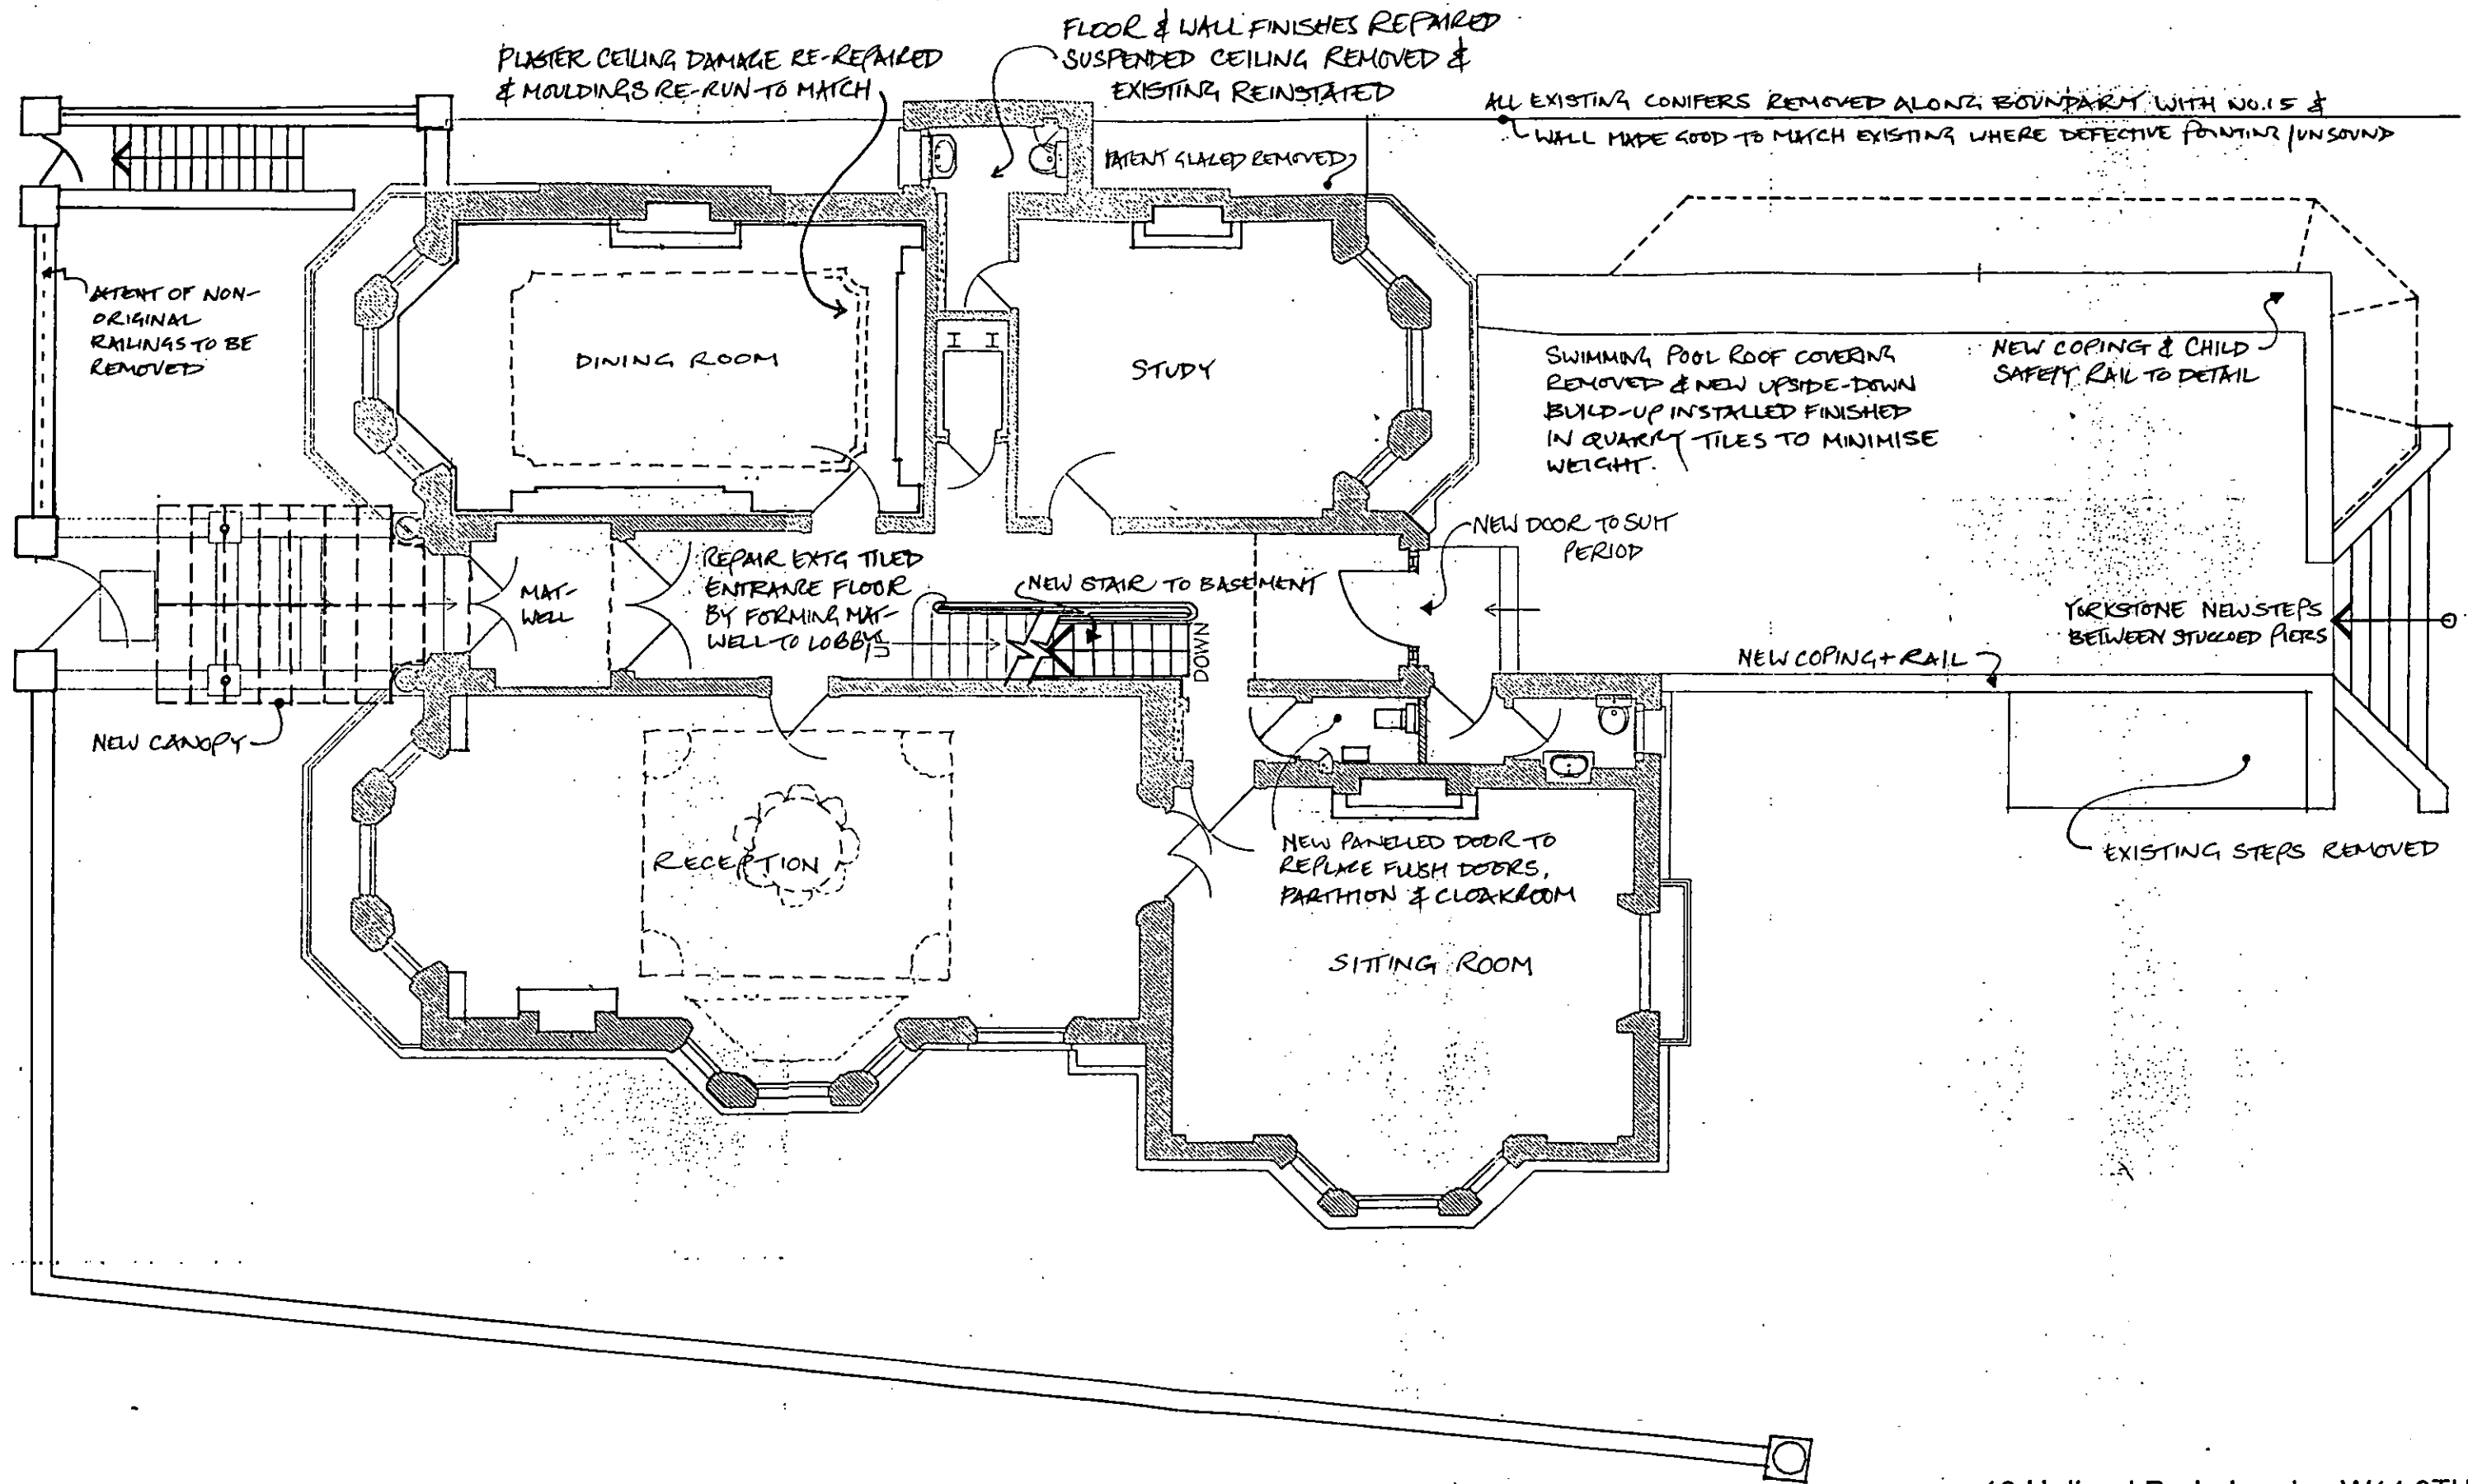 FLOOR & WALL FINISHES REPAIRED
SUSPENDED CEILING REMOVED &
EXISTING REINSTATED
PLASTER CEILING DAMAGE RE-REPAIRED
& MOULDINGS RE-RUN TO MATCH
ALL EXISTING CONIFERS REMOVED ALONG BOUNDARY WITH NO.15 &
WALL MADE GOOD TO MATCH EXISTING WHERE DEFECTIVE POINTING/UNSOUND
PATENT GLAZED REMOVED
EXTENT OF NON-
ORIGINAL
RAILINGS TO BE
REMOVED
DINING ROOM
STUDY
SWIMMING POOL ROOF COVERING
REMOVED & NEW UPSIDE-DOWN
BUILD-UP INSTALLED FINISHED
IN QUARRY TILES TO MINIMISE
WEIGHT.
NEW COPING & CHILD
SAFETY RAIL TO DETAIL
NEW DOOR TO SUIT
PERIOD
MAT-
WELL
REPAIR EXTG TILED
ENTRANCE FLOOR
BY FORMING MAT-
WELL TO LOBBY
NEW STAIR TO BASEMENT
DOWN
YORKSTONE NEW STEPS
BETWEEN STUCCOED PIERS
NEW COPING + RAIL
NEW CANOPY
RECEPTION
NEW PANELLED DOOR TO
REPLACE FLUSH DOORS,
PARTITION & CLOAKROOM
EXISTING STEPS REMOVED
SITTING ROOM